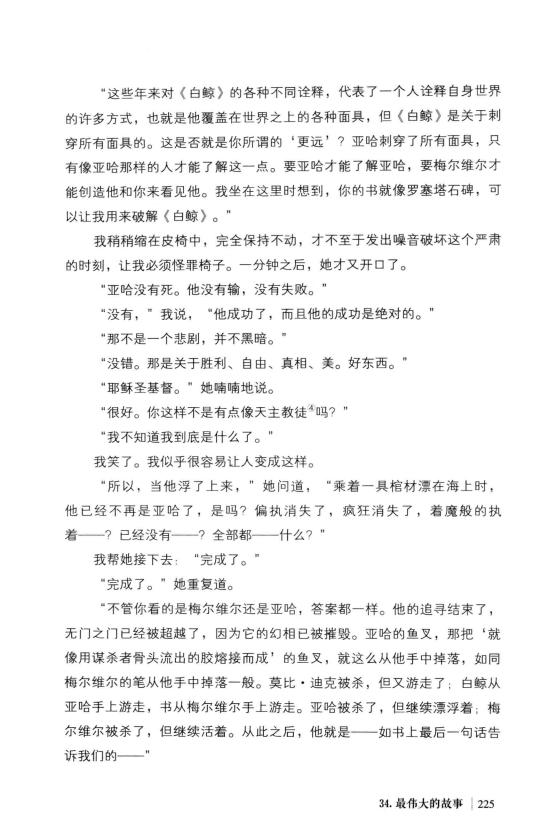 “这些年来对《白鲸》的各种不同诠释，代表了一个人诠释自身世界
的许多方式，也就是他覆盖在世界之上的各种面具，但《白鲸》是关于刺
穿所有面具的。这是否就是你所谓的‘更远’？亚哈刺穿了所有面具，只
有像亚哈那样的人才能了解这一点。要亚哈才能了解亚哈，要梅尔维尔才
能创造他和你来看见他。我坐在这里时想到，你的书就像罗塞塔石碑，可
以让我用来破解《白鲸》。”
我稍稍缩在皮椅中，完全保持不动，才不至于发出噪音破坏这个严肃
的时刻，让我必须怪罪椅子。一分钟之后，她才又开口了。
“亚哈没有死。他没有输，没有失败。”
“没有，”我说，“他成功了，而且他的成功是绝对的。”
“那不是一个悲剧，并不黑暗。”
“没错。那是关于胜利、自由、真相、美。好东西。”
“耶稣圣基督。”她喃喃地说。
“很好。你这样不是有点像天主教徒④吗？”
“我不知道我到底是什么了。”
我笑了。我似乎很容易让人变成这样。
“所以，当他浮了上来，”她问道，“乘着一具棺材漂在海上时，
他已经不再是亚哈了，是吗？偏执消失了，疯狂消失了，着魔般的执
着——？已经没有——？全部都——什么？”
我帮她接下去：“完成了。”
“完成了。”她重复道。
“不管你看的是梅尔维尔还是亚哈，答案都一样。他的追寻结束了，
无门之门已经被超越了，因为它的幻相已被摧毁。亚哈的鱼叉，那把‘就
像用谋杀者骨头流出的胶熔接而成’的鱼叉，就这么从他手中掉落，如同
梅尔维尔的笔从他手中掉落一般。莫比·迪克被杀，但又游走了；白鲸从
亚哈手上游走，书从梅尔维尔手上游走。亚哈被杀了，但继续漂浮着；梅
尔维尔被杀了，但继续活着。从此之后，他就是——如书上最后一句话告
诉我们的——”
34. 最伟大的故事 | 225